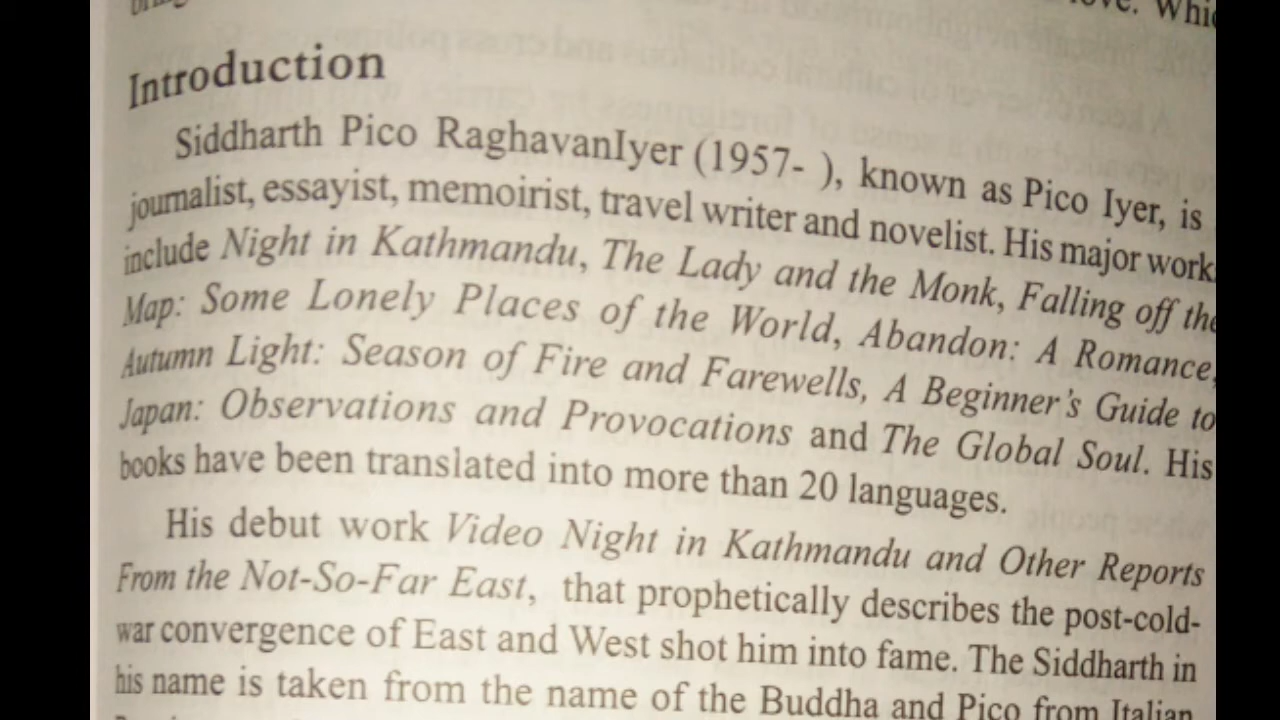 love. Whi
Introduction
Siddharth Pico RaghavanIyer (1957- ), known as Pico Iyer, is
journalist, essayist, memoirist, travel writer and novelist. His major work
include Night in Kathmandu, The Lady and the Monk, Falling off the
Map: Some Lonely Places of the World, Abandon: A Romance,
Autumn Light: Season of Fire and Farewells, A Beginner's Guide to
Japan: Observations and Provocations and The Global Soul. His
books have been translated into more than 20 languages.
His debut work Video Night in Kathmandu and Other Reports
From the Not-So-Far East, that prophetically describes the post-cold-
war convergence of East and West shot him into fame. The Siddharth in
his name is taken from the name of the Buddha and Pico from Italian